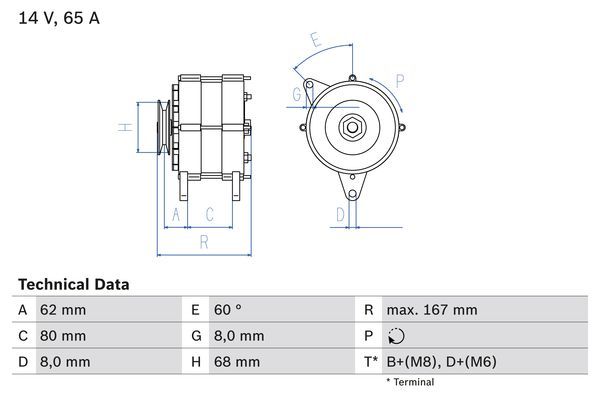 14 V, 65 A
E
P
G
H
A C
D
R
Technical Data
A 62 mm E 60 ° R max. 167 mm
C 80 mm G 8,0 mm P
D 8,0 mm H 68 mm T* B+(M8), D+(M6)
* Terminal